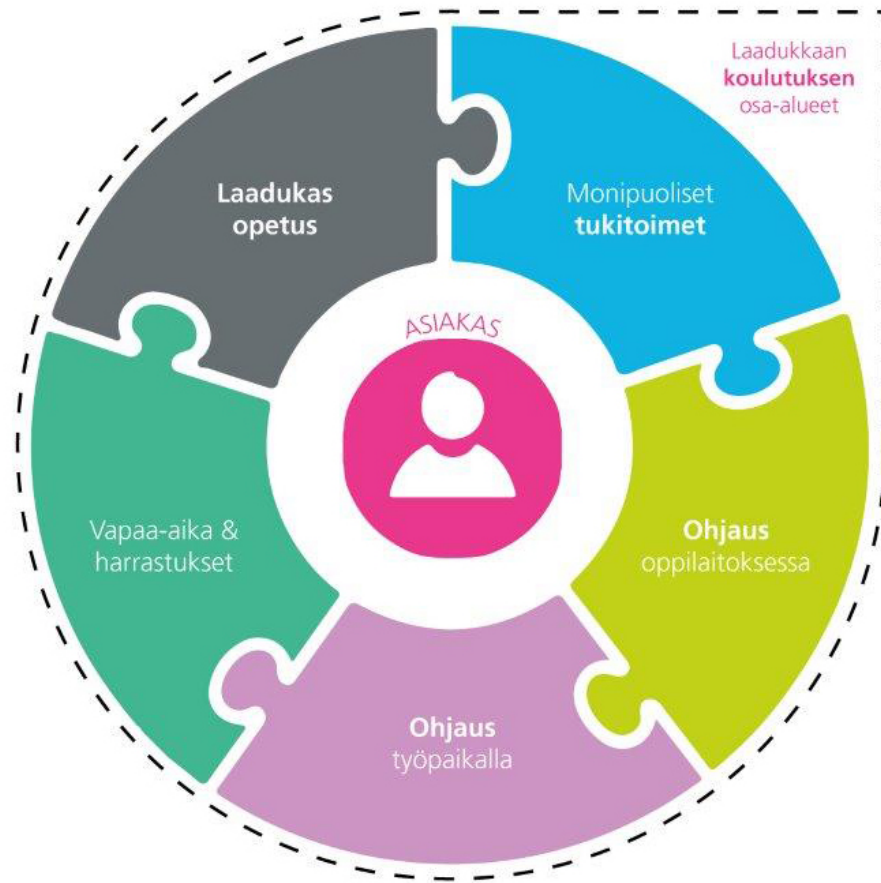 Laadukkaan
koulutuksen
osa-alueet
Laadukas
opetus
Monipuoliset
tukitoimet
ASIAKAS
Vapaa-aika &
harrastukset
Ohjaus
oppilaitoksessa
Ohjaus
työpaikalla